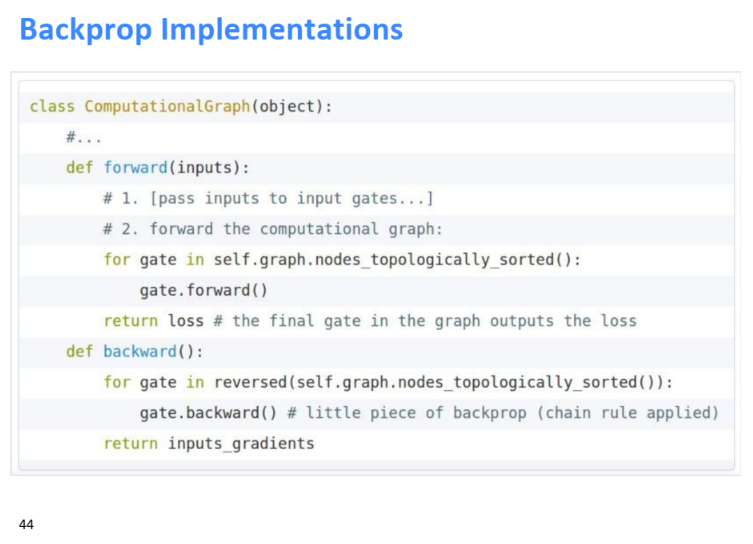 Backprop Implementations
class ComputationalGraph(object):
    #...
    def forward(inputs):
        # 1. [pass inputs to input gates...]
        # 2. forward the computational graph:
        for gate in self.graph.nodes_topologically_sorted():
            gate.forward()
        return loss # the final gate in the graph outputs the loss
    def backward():
        for gate in reversed(self.graph.nodes_topologically_sorted()):
            gate.backward() # little piece of backprop (chain rule applied)
        return inputs_gradients
44